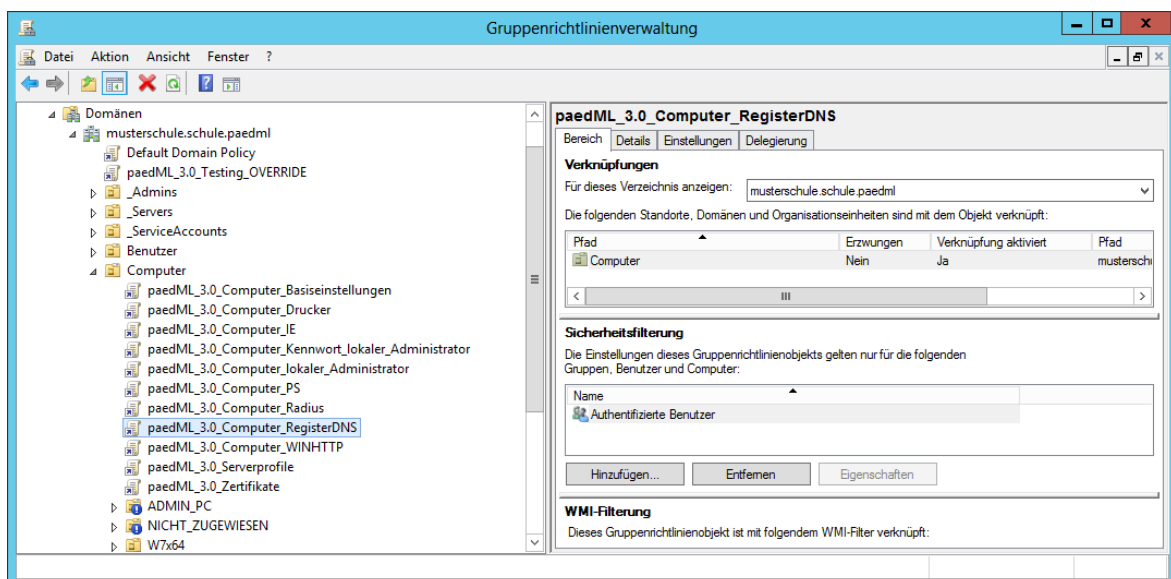 Gruppenrichtlinienverwaltung
Datei Aktion Ansicht Fenster ?
Domänen
musterschule.schule.paedml
Default Domain Policy
paedML_3.0_Testing_OVERRIDE
_Admins
_Servers
_ServiceAccounts
Benutzer
Computer
paedML_3.0_Computer_Basiseinstellungen
paedML_3.0_Computer_Drucker
paedML_3.0_Computer_IE
paedML_3.0_Computer_Kennwort_lokaler_Administrator
paedML_3.0_Computer_lokaler_Administrator
paedML_3.0_Computer_PS
paedML_3.0_Computer_Radius
paedML_3.0_Computer_RegisterDNS
paedML_3.0_Computer_WINHTTP
paedML_3.0_Serverprofile
paedML_3.0_Zertifikate
ADMIN_PC
NICHT_ZUGEWIESEN
W7x64
paedML_3.0_Computer_RegisterDNS
Bereich Details Einstellungen Delegierung
Verknüpfungen
Für dieses Verzeichnis anzeigen: musterschule.schule.paedml
Die folgenden Standorte, Domänen und Organisationseinheiten sind mit dem Objekt verknüpft:
Pfad Erzwungen Verknüpfung aktiviert Pfad
Computer Nein Ja musterschu
Sicherheitsfilterung
Die Einstellungen dieses Gruppenrichtlinienobjekts gelten nur für die folgenden
Gruppen, Benutzer und Computer:
Name
Authentifizierte Benutzer
Hinzufügen... Entfernen Eigenschaften
WMI-Filterung
Dieses Gruppenrichtlinienobjekt ist mit folgendem WMI-Filter verknüpft: